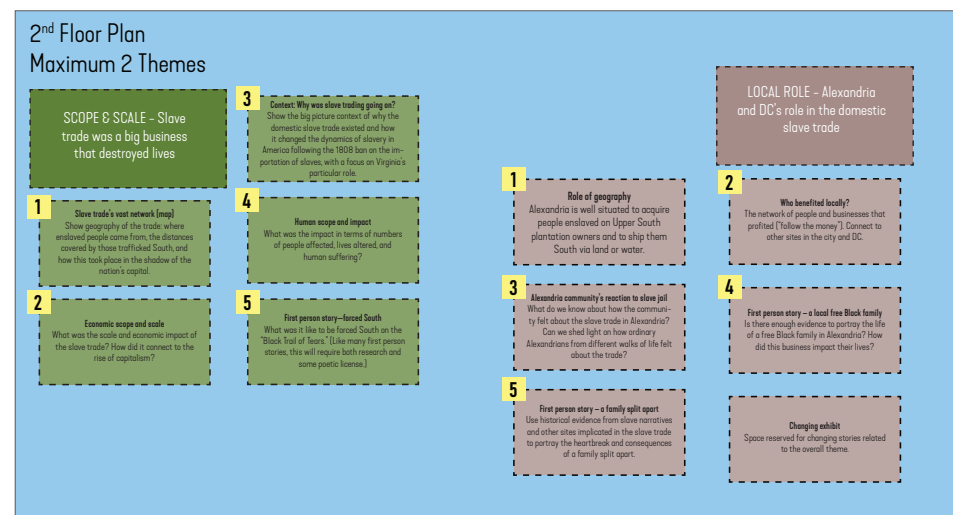 2nd Floor Plan
Maximum 2 Themes
SCOPE & SCALE - Slave
trade was a big business
that destroyed lives
1
Slave trade's vast network (map)
Show geography of the trade: where
enslaved people came from, the distances
covered by those trafficked South, and
how this took place in the shadow of the
nation's capital.
2
Economic scope and scale
What was the scale and economic impact of
the slave trade? How did it connect to the
rise of capitalism?
3
Context: Why was slave trading going on?
Show the big picture context of why the
domestic slave trade existed and how
it changed the dynamics of slavery in
America following the 1808 ban on the im-
portation of slaves, with a focus on Virginia's
particular role.
4
Human scope and impact
What was the impact in terms of numbers
of people affected, lives altered, and
human suffering?
5
First person story—forced South
What was it like to be forced South on the
"Black Trail of Tears." (Like many first person
stories, this will require both research and
some poetic license.)
LOCAL ROLE - Alexandria
and DC's role in the domestic
slave trade
1
Role of geography
Alexandria is well situated to acquire
people enslaved on Upper South
plantation owners and to ship them
South via land or water.
2
Who benefited locally?
The network of people and businesses that
profited ("follow the money"). Connect to
other sites in the city and DC.
3
Alexandria community's reaction to slave jail
What do we know about how the communi-
ty felt about the slave trade in Alexandria?
Can we shed light on how ordinary
Alexandrians from different walks of life felt
about the trade?
4
First person story – a local free Black family
Is there enough evidence to portray the life
of a free Black family in Alexandria? How
did this business impact their lives?
5
First person story – a family split apart
Use historical evidence from slave narratives
and other sites implicated in the slave trade
to portray the heartbreak and consequences
of a family split apart.
Changing exhibit
Space reserved for changing stories related
to the overall theme.